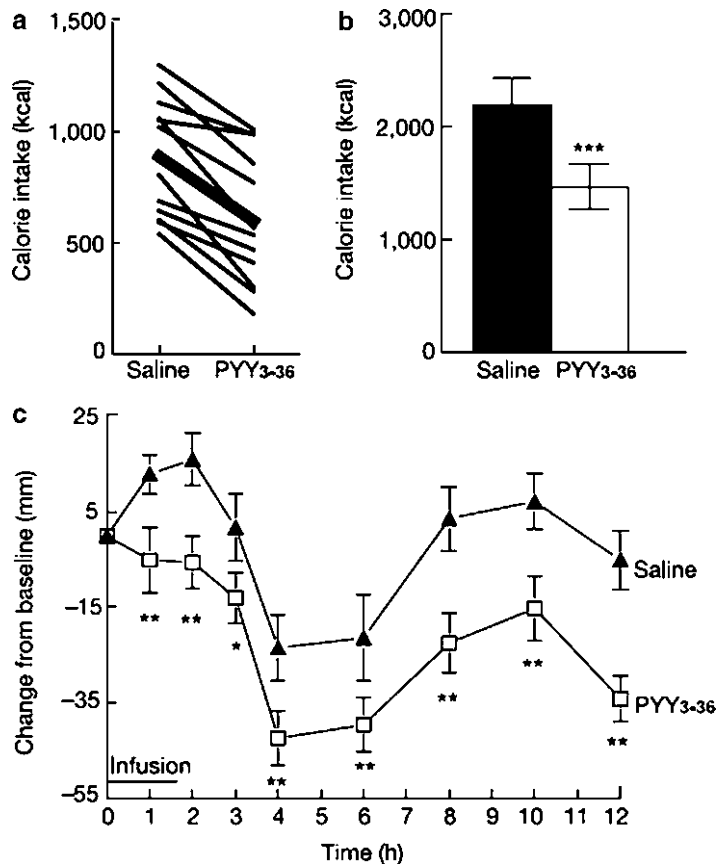 a
1,500
1,000
500
0
Calorie intake (kcal)
Saline PYY3-36
b
3,000
2,000
1,000
0
Calorie intake (kcal)
***
Saline PYY3-36
c
25
5
–15
–35
–55
Change from baseline (mm)
Saline
PYY3-36
** ** * ** ** ** ** **
Infusion
0 1 2 3 4 5 6 7 8 9 10 11 12
Time (h)